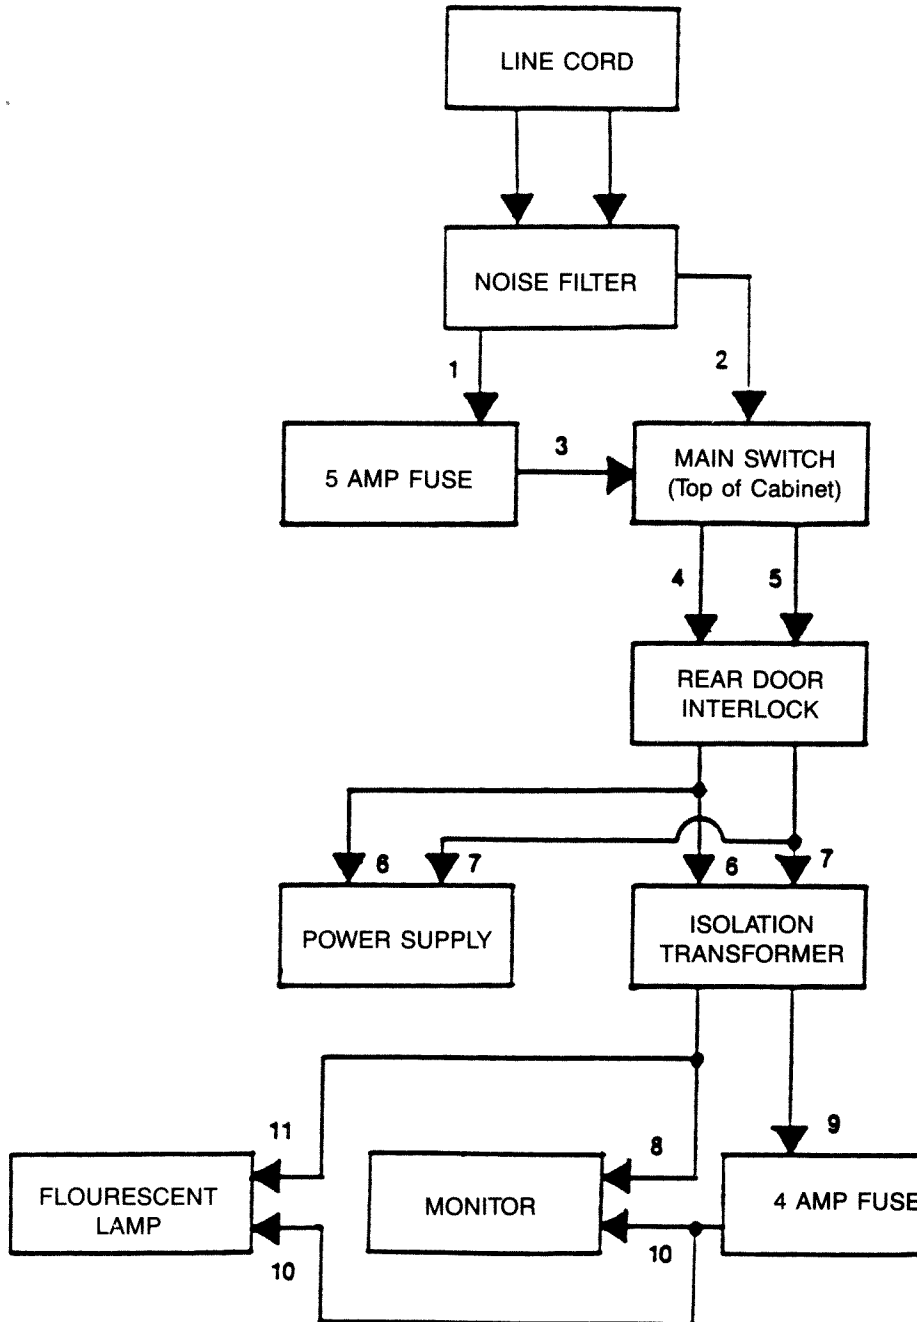 LINE CORD
NOISE FILTER
1
2
5 AMP FUSE
3
MAIN SWITCH
(Top of Cabinet)
4
5
REAR DOOR
INTERLOCK
6
7
6
7
POWER SUPPLY
ISOLATION
TRANSFORMER
11
8
9
FLOURESCENT
LAMP
MONITOR
4 AMP FUSE
10
10